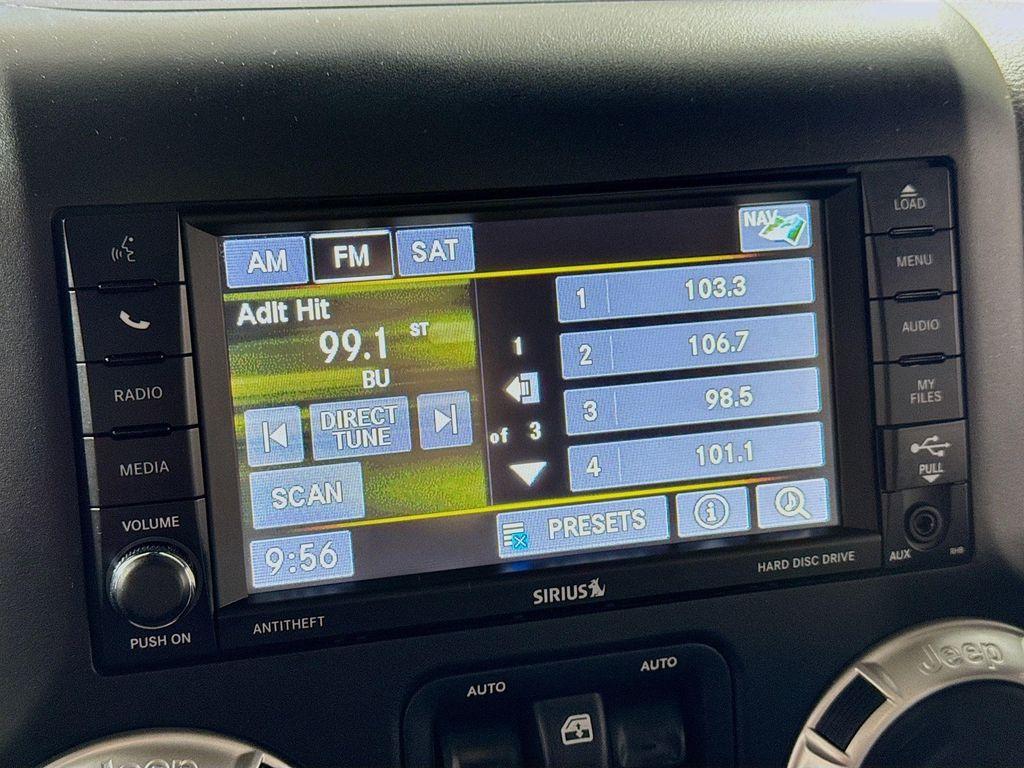 AM FM SAT NAV
Adlt Hit
99.1 ST
BU
DIRECT
TUNE
SCAN
9:56
1
of 3
1 103.3
2 106.7
3 98.5
4 101.1
PRESETS
i
RADIO
MEDIA
VOLUME
PUSH ON
LOAD
MENU
AUDIO
MY
FILES
PULL
AUX
RHB
ANTITHEFT
SIRIUS
HARD DISC DRIVE
AUTO
AUTO
Jeep
Jeep